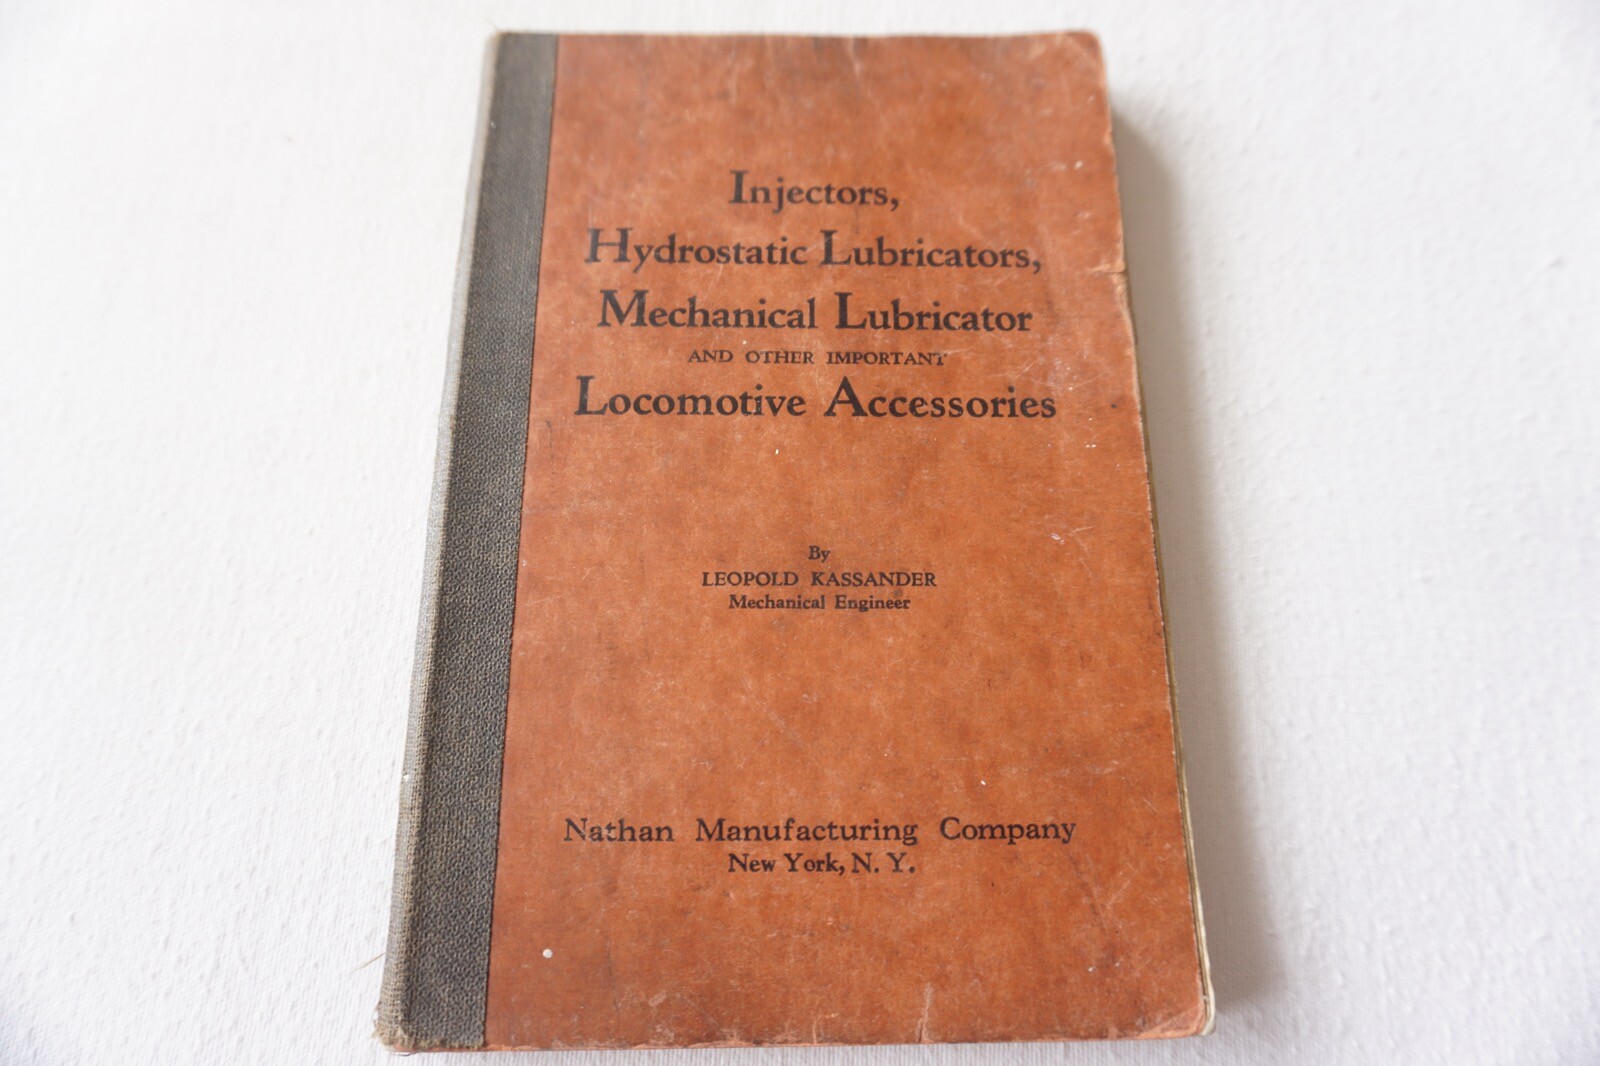 Injectors,
Hydrostatic Lubricators,
Mechanical Lubricator
AND OTHER IMPORTANT
Locomotive Accessories
By
LEOPOLD KASSANDER
Mechanical Engineer
Nathan Manufacturing Company
New York, N. Y.